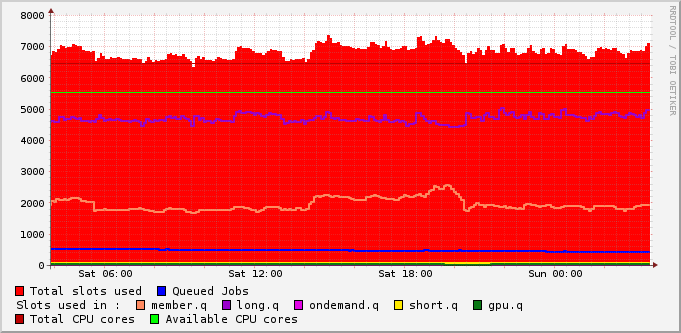 8000
7000
6000
5000
4000
3000
2000
1000
0
Sat 06:00 Sat 12:00 Sat 18:00 Sun 00:00
Total slots used Queued Jobs
Slots used in : member.q long.q ondemand.q short.q gpu.q
Total CPU cores Available CPU cores
RRDTOOL / TOBI OETIKER